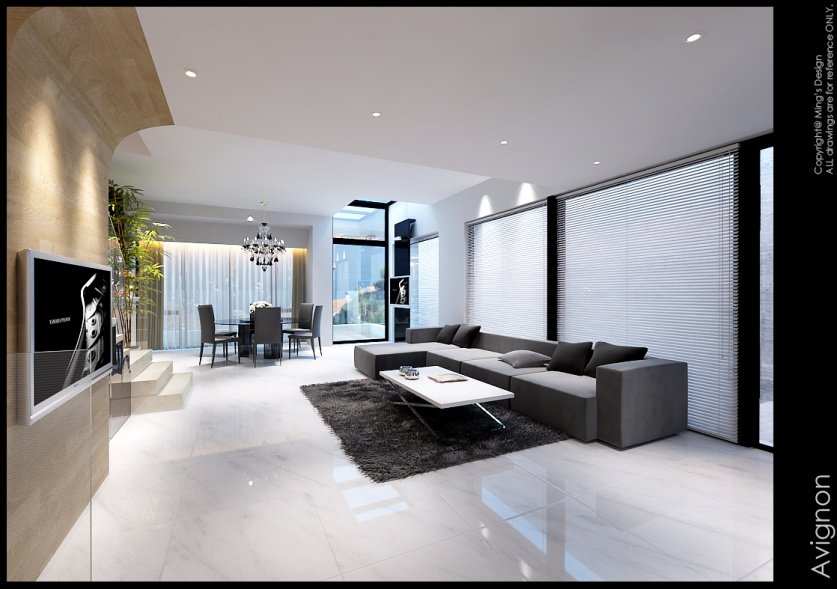 Copyright@ Ming's Design
ALL drawings are for reference ONLY.
Avignon